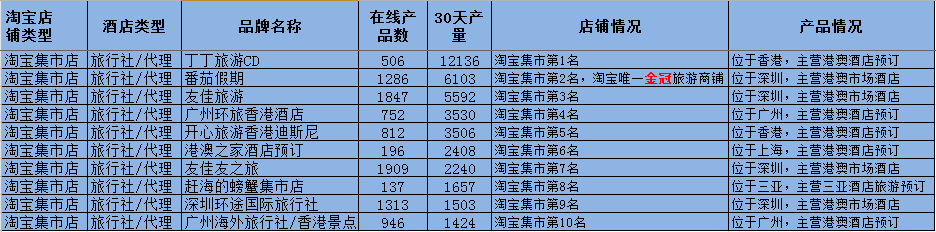 淘宝店铺类型 酒店类型 品牌名称 在线产品数 30天产量 店铺情况 产品情况
淘宝集市店 旅行社/代理 丁丁旅游CD 506 12136 淘宝集市第1名 位于香港，主营港澳酒店预订
淘宝集市店 旅行社/代理 番茄假期 1286 6103 淘宝集市第2名，淘宝唯一金冠旅游商铺 位于深圳，主营港澳市场酒店
淘宝集市店 旅行社/代理 友佳旅游 1847 5592 淘宝集市第3名 位于深圳，主营港澳市场酒店
淘宝集市店 旅行社/代理 广州环旅香港酒店 752 3530 淘宝集市第4名 位于广州，主营港澳酒店预订
淘宝集市店 旅行社/代理 开心旅游香港迪斯尼 812 3506 淘宝集市第5名 位于香港，主营港澳酒店预订
淘宝集市店 旅行社/代理 港澳之家酒店预订 196 2408 淘宝集市第6名 位于上海，主营港澳酒店预订
淘宝集市店 旅行社/代理 友佳友之旅 1909 2240 淘宝集市第7名 位于深圳，主营港澳市场酒店
淘宝集市店 旅行社/代理 赶海的螃蟹集市店 137 1657 淘宝集市第8名 位于三亚，主营三亚酒店旅游预订
淘宝集市店 旅行社/代理 深圳环途国际旅行社 1313 1503 淘宝集市第9名 位于深圳，主营港澳市场酒店
淘宝集市店 旅行社/代理 广州海外旅行社/香港景点 946 1424 淘宝集市第10名 位于广州，主营港澳酒店预订